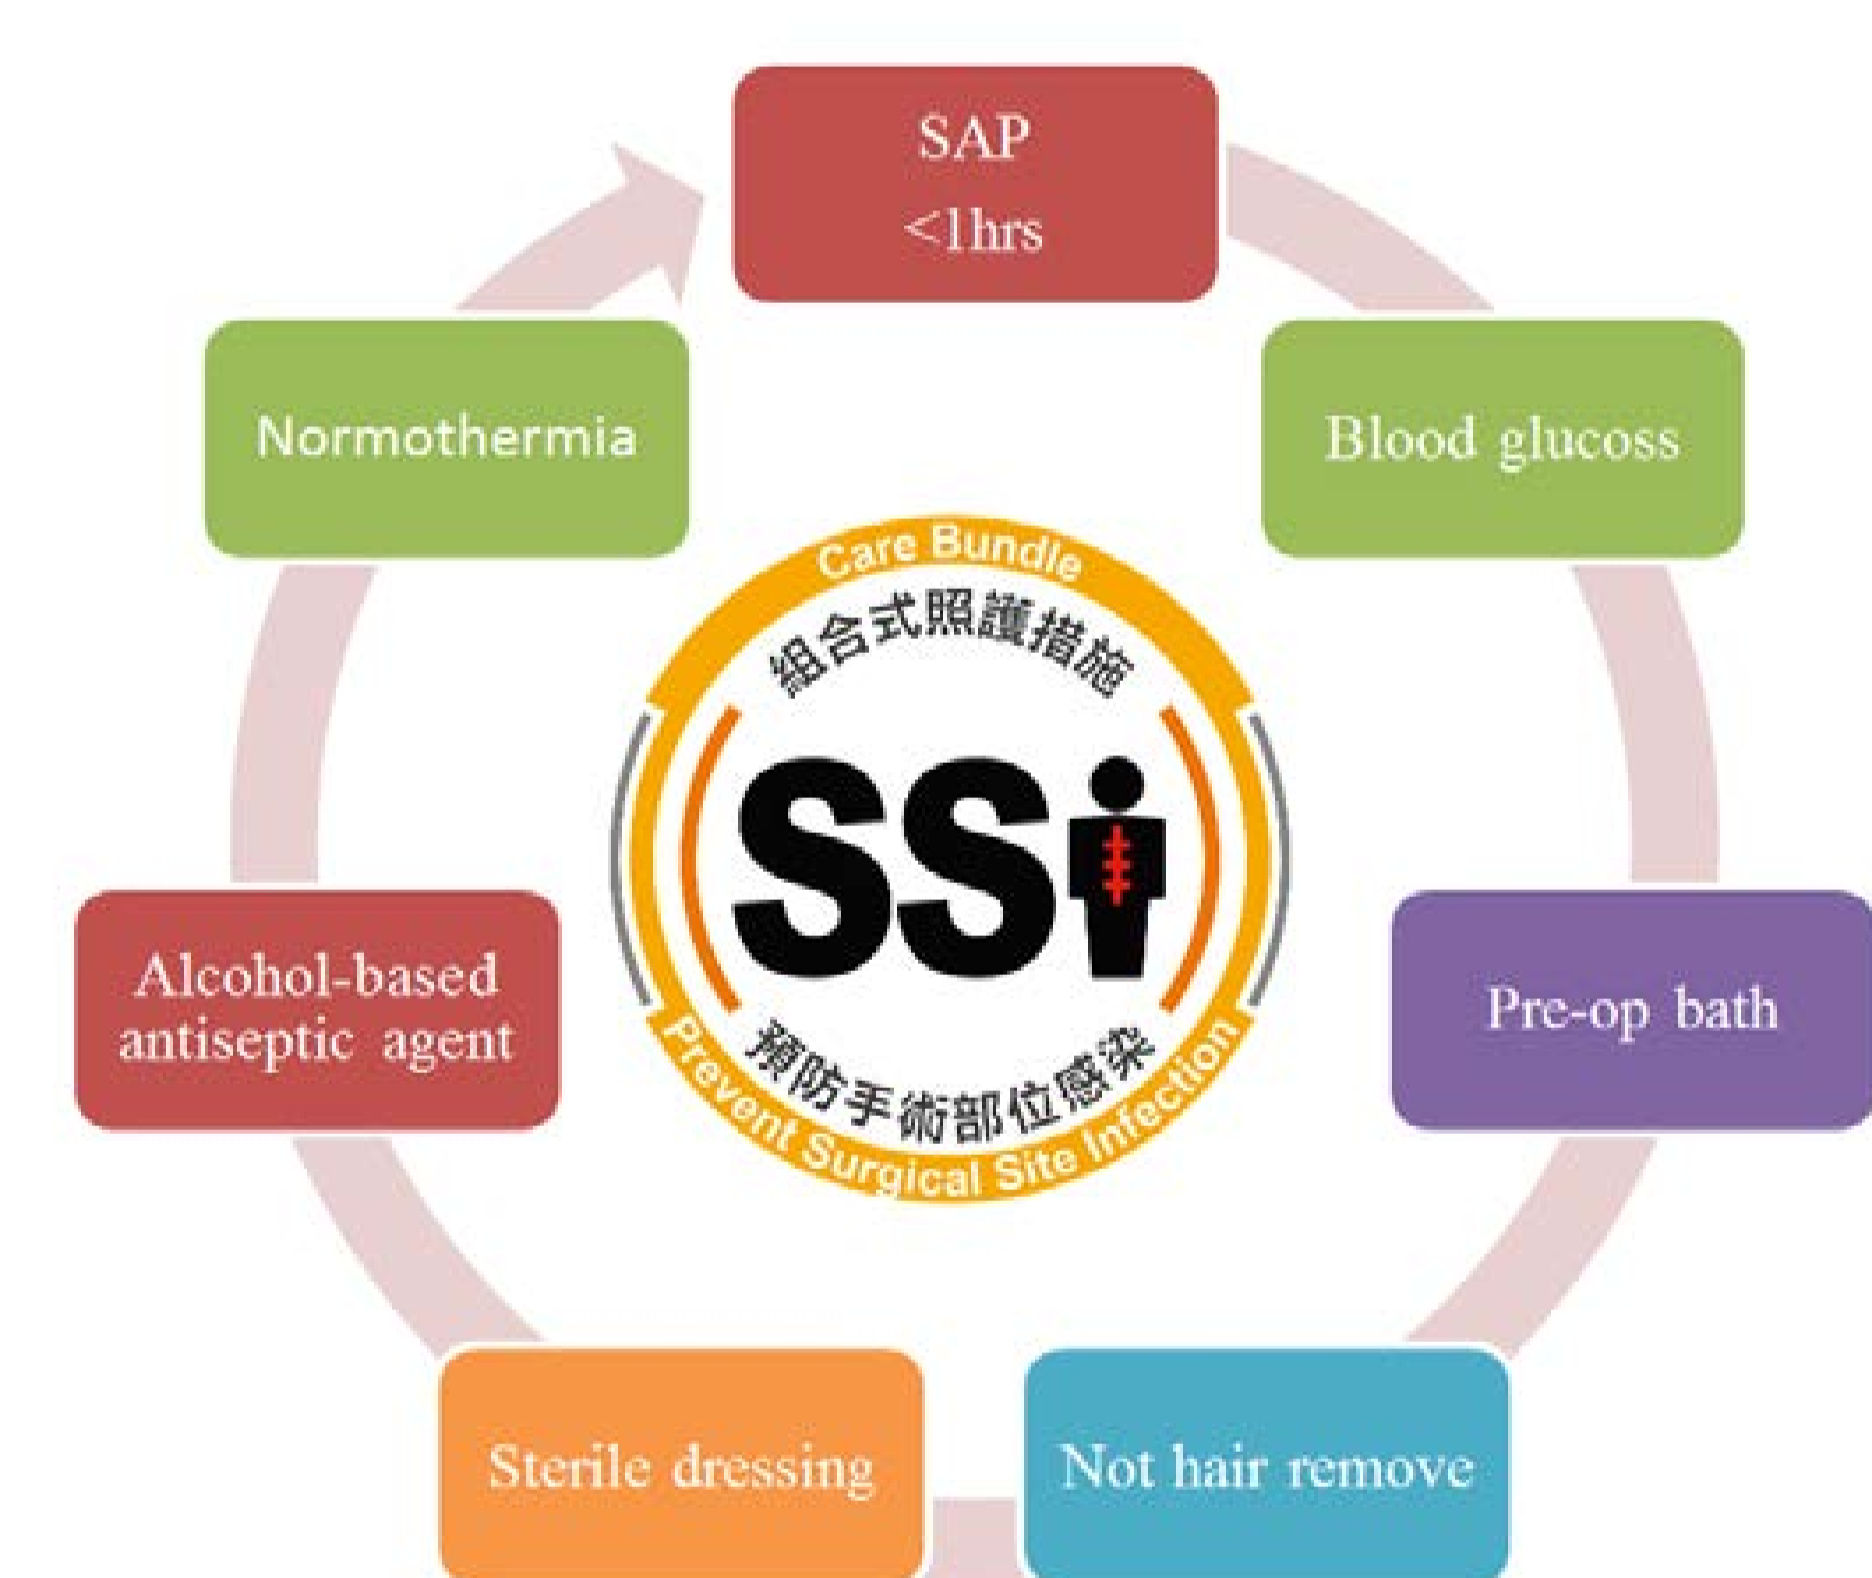 SAP
<1hrs
Blood glucoss
Pre-op bath
Not hair remove
Sterile dressing
Alcohol-based
antiseptic agent
Normothermia
Care Bundle
組合式照護措施
SSi
預防手術部位感染
Prevent Surgical Site Infection